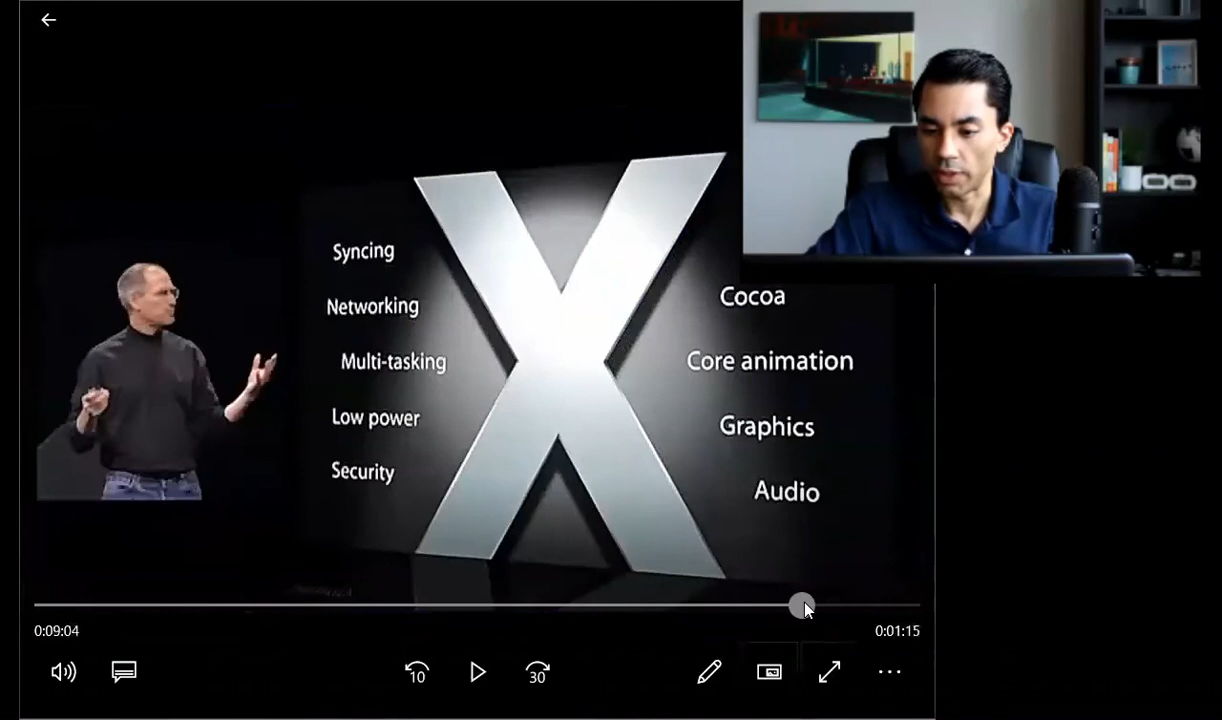 X
Syncing
Networking
Multi-tasking
Low power
Security
Cocoa
Core animation
Graphics
Audio
0:09:04
0:01:15
10
30